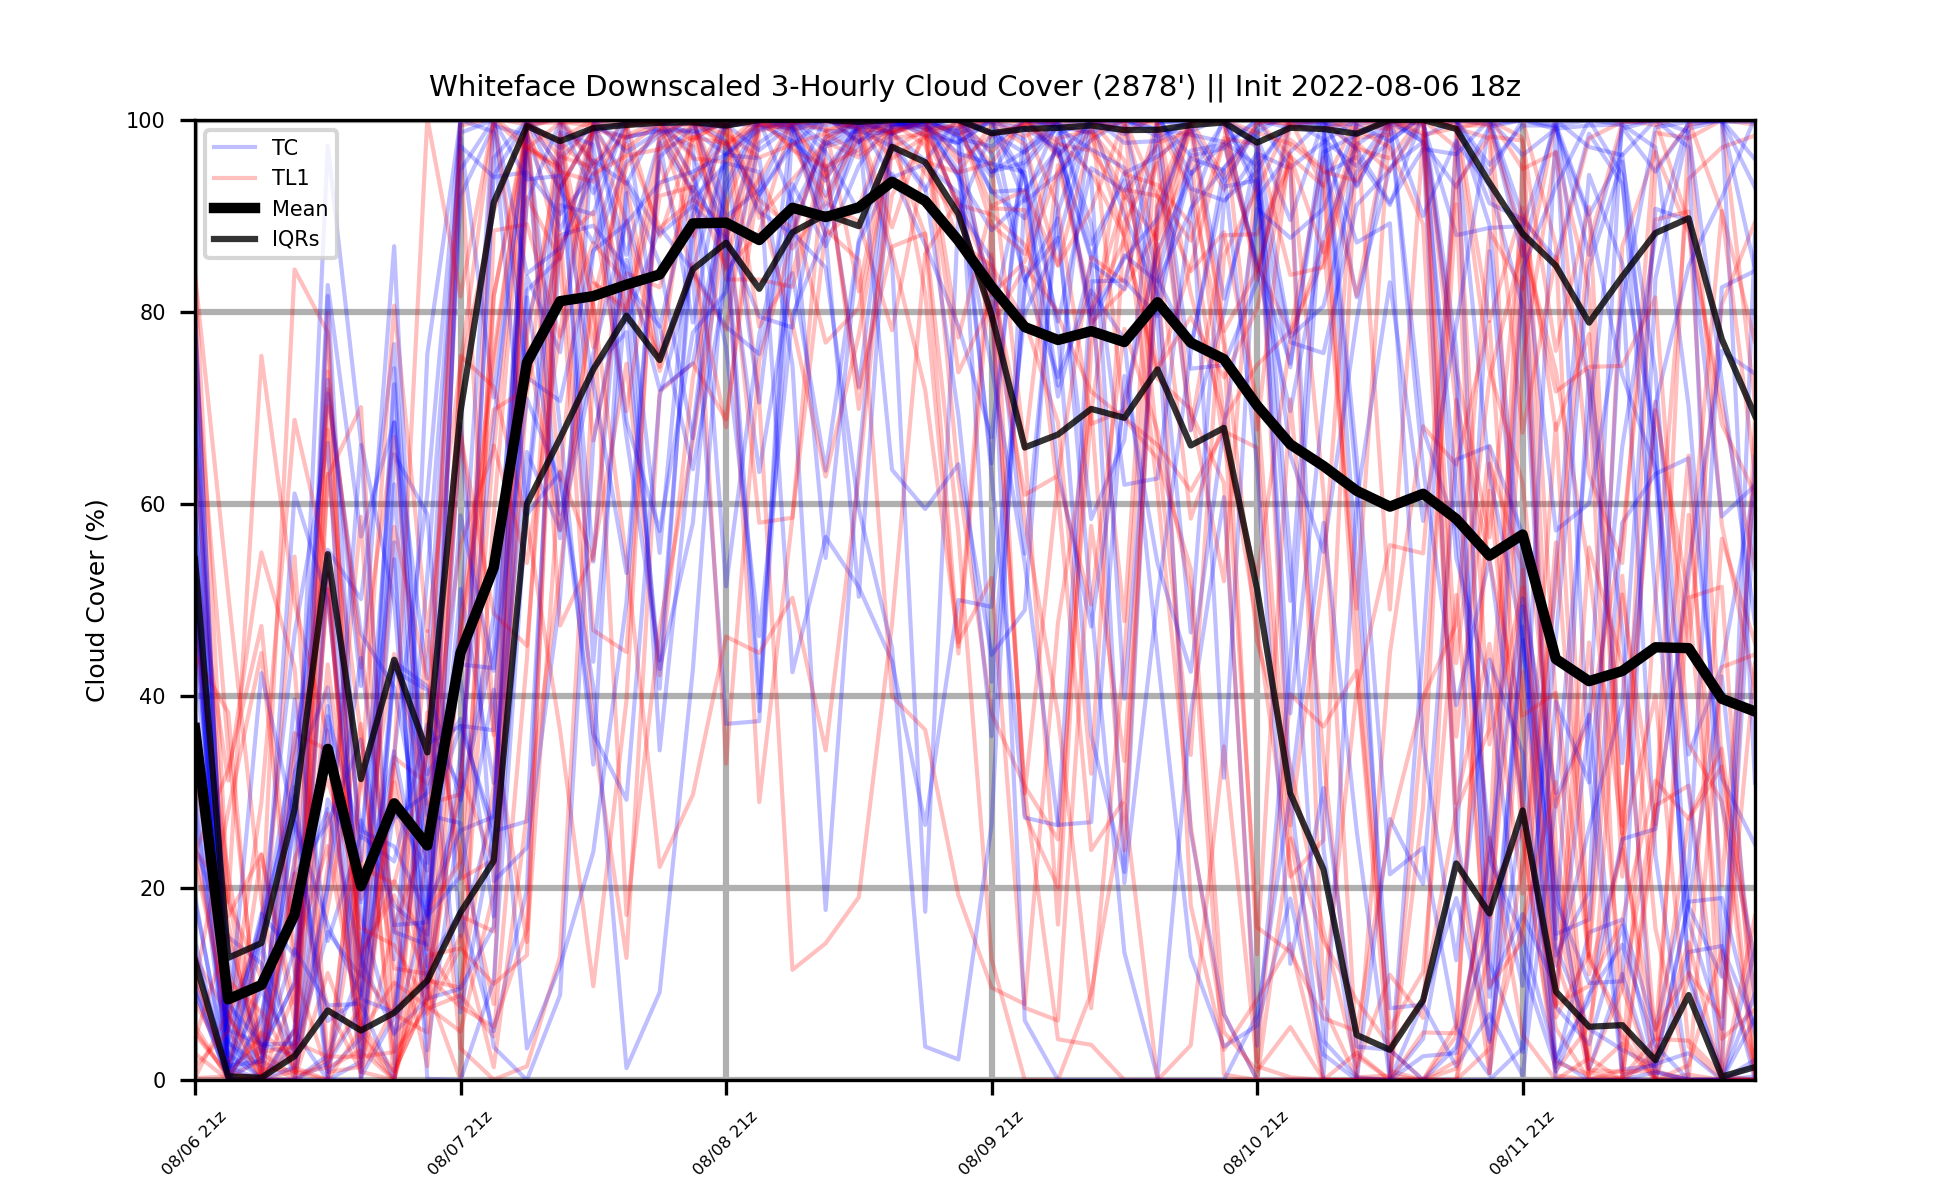 Whiteface Downscaled 3-Hourly Cloud Cover (2878') || Init 2022-08-06 18z
TC
TL1
Mean
IQRs
Cloud Cover (%)
100
80
60
40
20
0
08/06 21z
08/07 21z
08/08 21z
08/09 21z
08/10 21z
08/11 21z